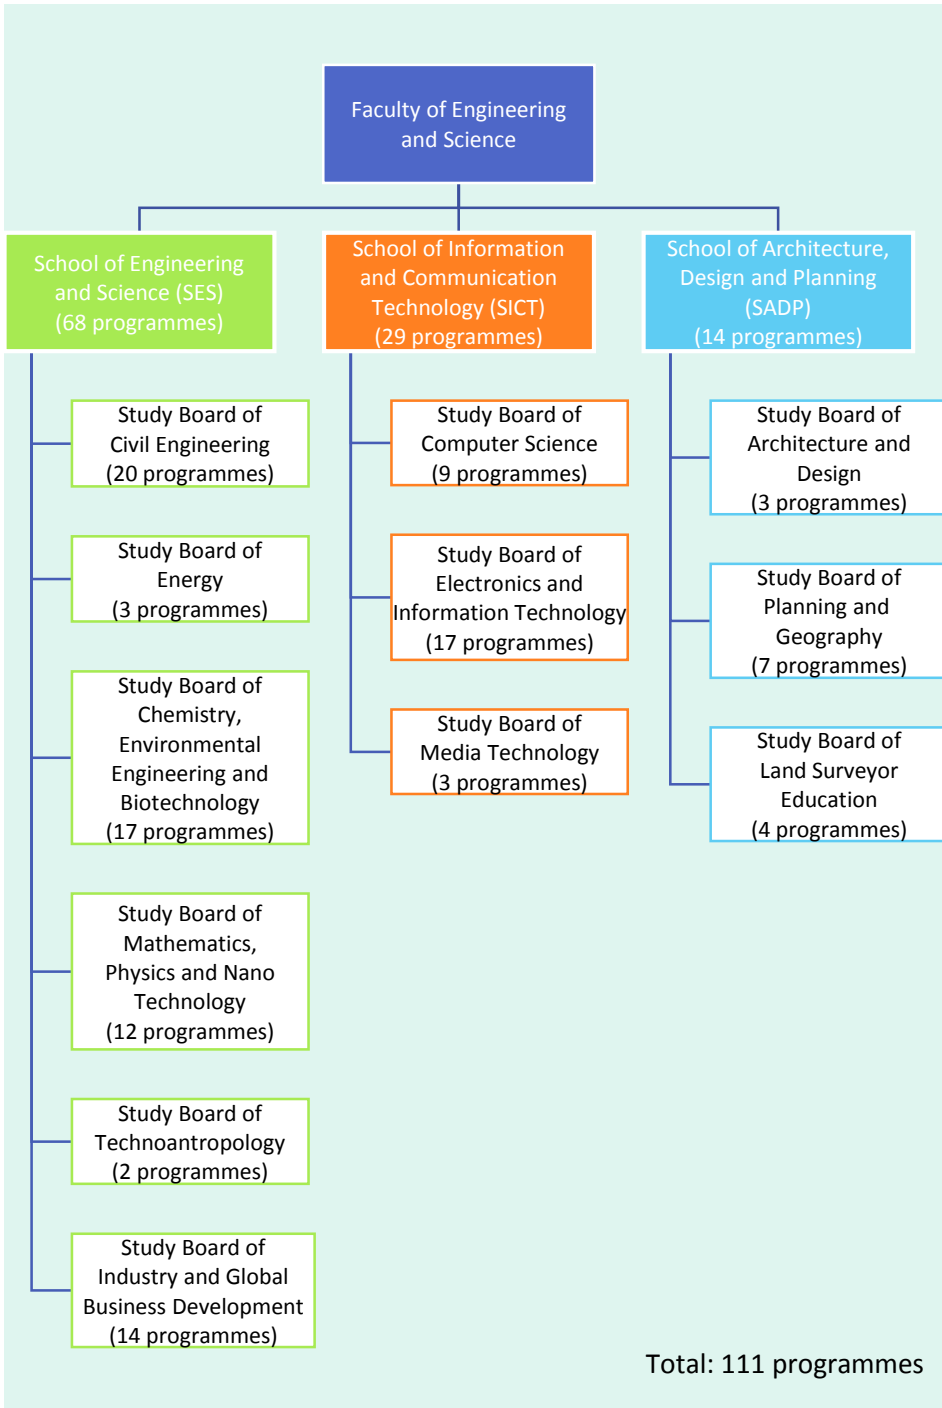 Faculty of Engineering
and Science
School of Engineering
and Science (SES)
(68 programmes)
School of Information
and Communication
Technology (SICT)
(29 programmes)
School of Architecture,
Design and Planning
(SADP)
(14 programmes)
Study Board of
Civil Engineering
(20 programmes)
Study Board of
Energy
(3 programmes)
Study Board of
Chemistry,
Environmental
Engineering and
Biotechnology
(17 programmes)
Study Board of
Mathematics,
Physics and Nano
Technology
(12 programmes)
Study Board of
Technoantropology
(2 programmes)
Study Board of
Industry and Global
Business Development
(14 programmes)
Study Board of
Computer Science
(9 programmes)
Study Board of
Electronics and
Information Technology
(17 programmes)
Study Board of
Media Technology
(3 programmes)
Study Board of
Architecture and
Design
(3 programmes)
Study Board of
Planning and
Geography
(7 programmes)
Study Board of
Land Surveyor
Education
(4 programmes)
Total: 111 programmes